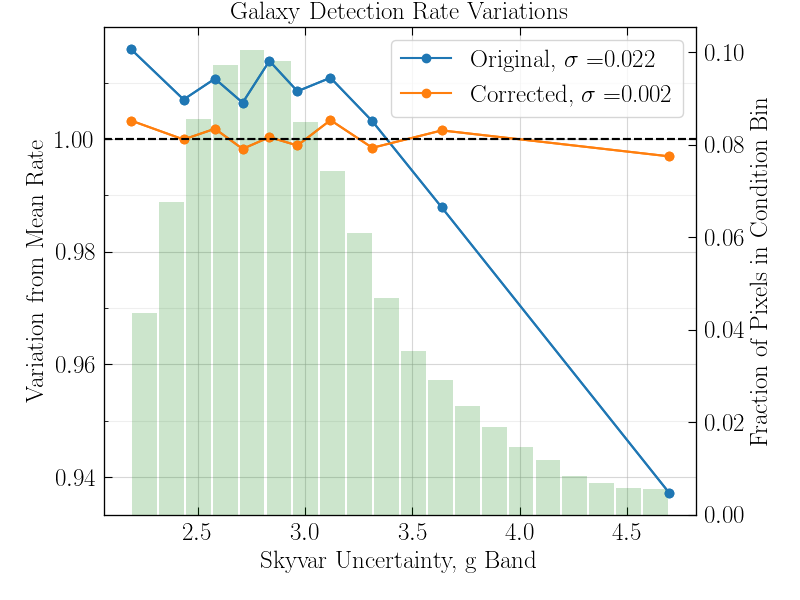 Galaxy Detection Rate Variations
Original, σ =0.022
Corrected, σ =0.002
Variation from Mean Rate
1.00
0.98
0.96
0.94
0.10
0.08
0.06
0.04
0.02
0.00
Fraction of Pixels in Condition Bin
2.5 3.0 3.5 4.0 4.5
Skyvar Uncertainty, g Band